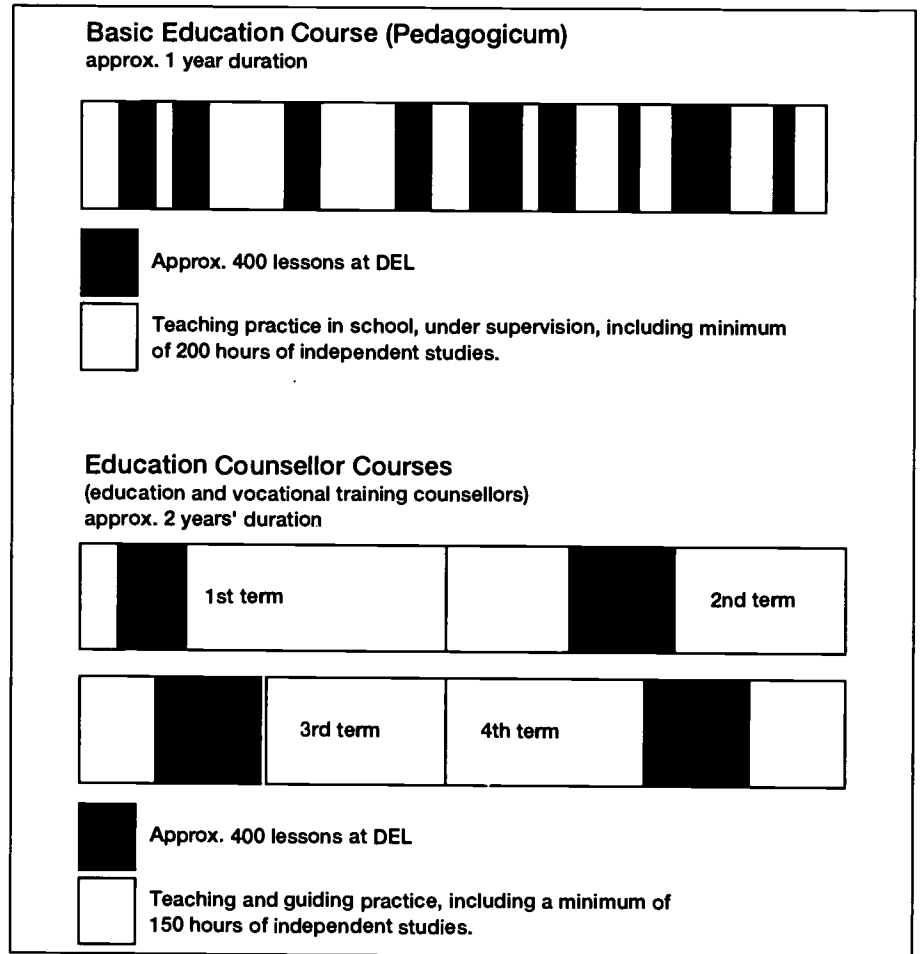 Basic Education Course (Pedagogicum)
approx. 1 year duration
Approx. 400 lessons at DEL
Teaching practice in school, under supervision, including minimum
of 200 hours of independent studies.
Education Counsellor Courses
(education and vocational training counsellors)
approx. 2 years' duration
1st term
2nd term
3rd term
4th term
Approx. 400 lessons at DEL
Teaching and guiding practice, including a minimum of
150 hours of independent studies.